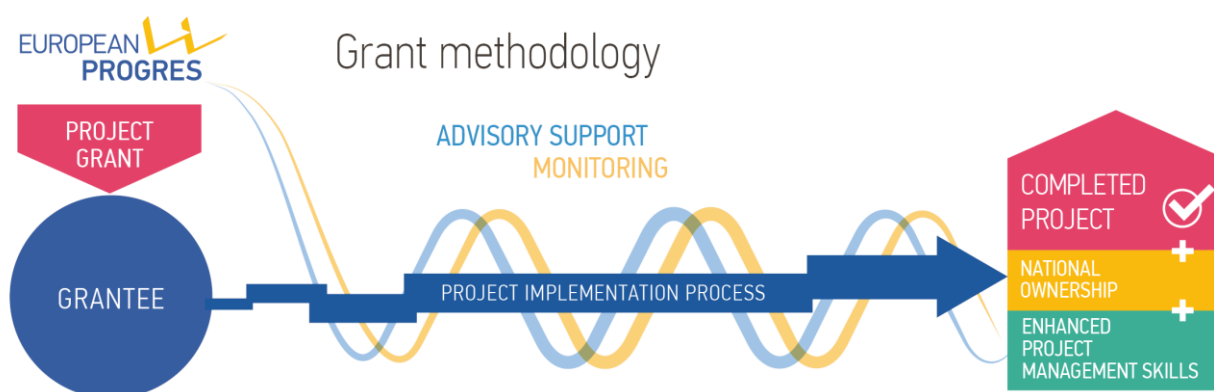 EUROPEAN
PROGRES
Grant methodology
PROJECT
GRANT
ADVISORY SUPPORT
MONITORING
GRANTEE
PROJECT IMPLEMENTATION PROCESS
COMPLETED
PROJECT
+
NATIONAL
OWNERSHIP
+
ENHANCED
PROJECT
MANAGEMENT SKILLS